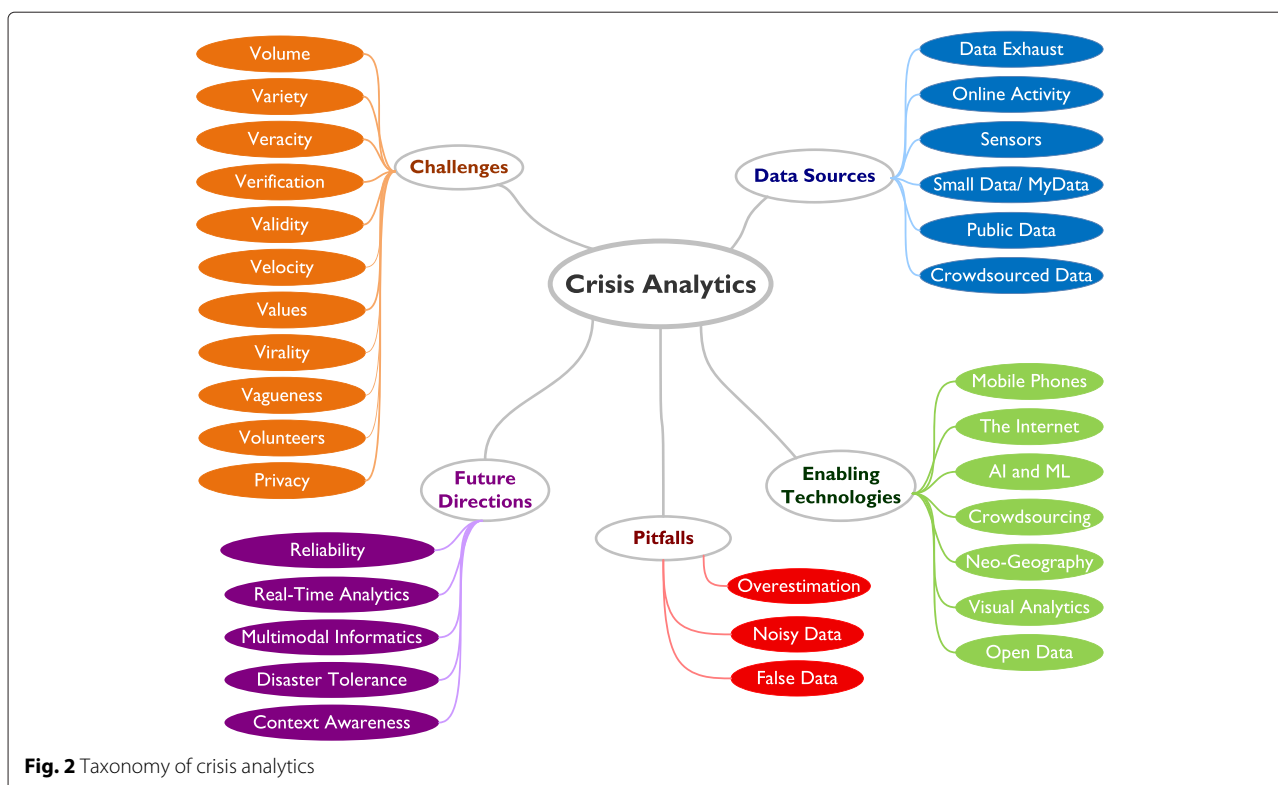 Crisis Analytics
Challenges
Volume
Variety
Veracity
Verification
Validity
Velocity
Values
Virality
Vagueness
Volunteers
Privacy
Data Sources
Data Exhaust
Online Activity
Sensors
Small Data/ MyData
Public Data
Crowdsourced Data
Enabling
Technologies
Mobile Phones
The Internet
AI and ML
Crowdsourcing
Neo-Geography
Visual Analytics
Open Data
Pitfalls
Overestimation
Noisy Data
False Data
Future
Directions
Reliability
Real-Time Analytics
Multimodal Informatics
Disaster Tolerance
Context Awareness
Fig. 2 Taxonomy of crisis analytics